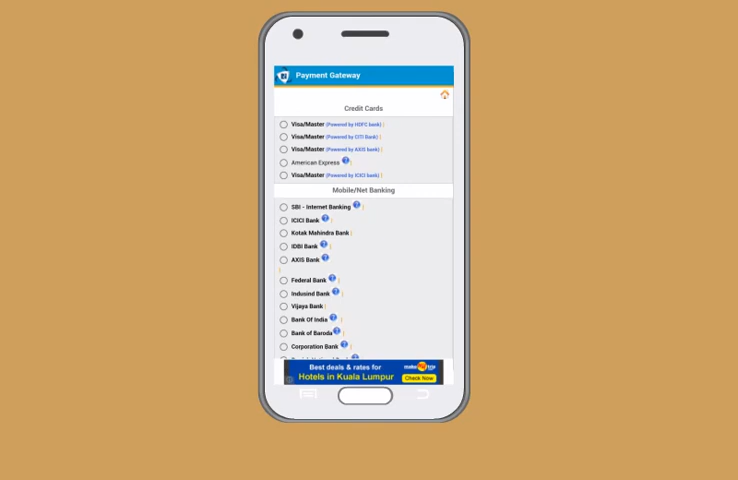 Payment Gateway
Credit Cards
Visa/Master (Powered by HDFC bank) |
Visa/Master (Powered by CITI Bank) |
Visa/Master (Powered by AXIS bank) |
American Express |
Visa/Master (Powered by ICICI bank) |
Mobile/Net Banking
SBI - Internet Banking |
ICICI Bank |
Kotak Mahindra Bank |
IDBI Bank |
AXIS Bank
|
Federal Bank |
Indusind Bank |
Vijaya Bank |
Bank Of India |
Bank of Baroda |
Corporation Bank |
Best deals & rates for
Hotels in Kuala Lumpur
make my trip
Check Now